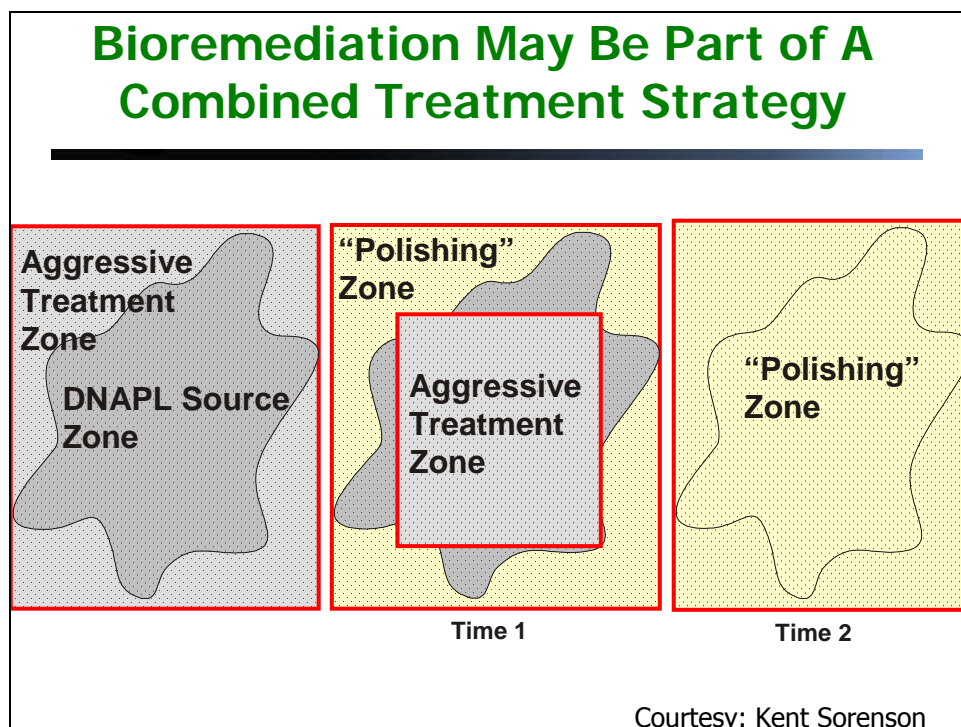 Bioremediation May Be Part of A
Combined Treatment Strategy
Aggressive
Treatment
Zone
DNAPL Source
Zone
“Polishing”
Zone
Aggressive
Treatment
Zone
“Polishing”
Zone
Time 1
Time 2
Courtesy: Kent Sorenson